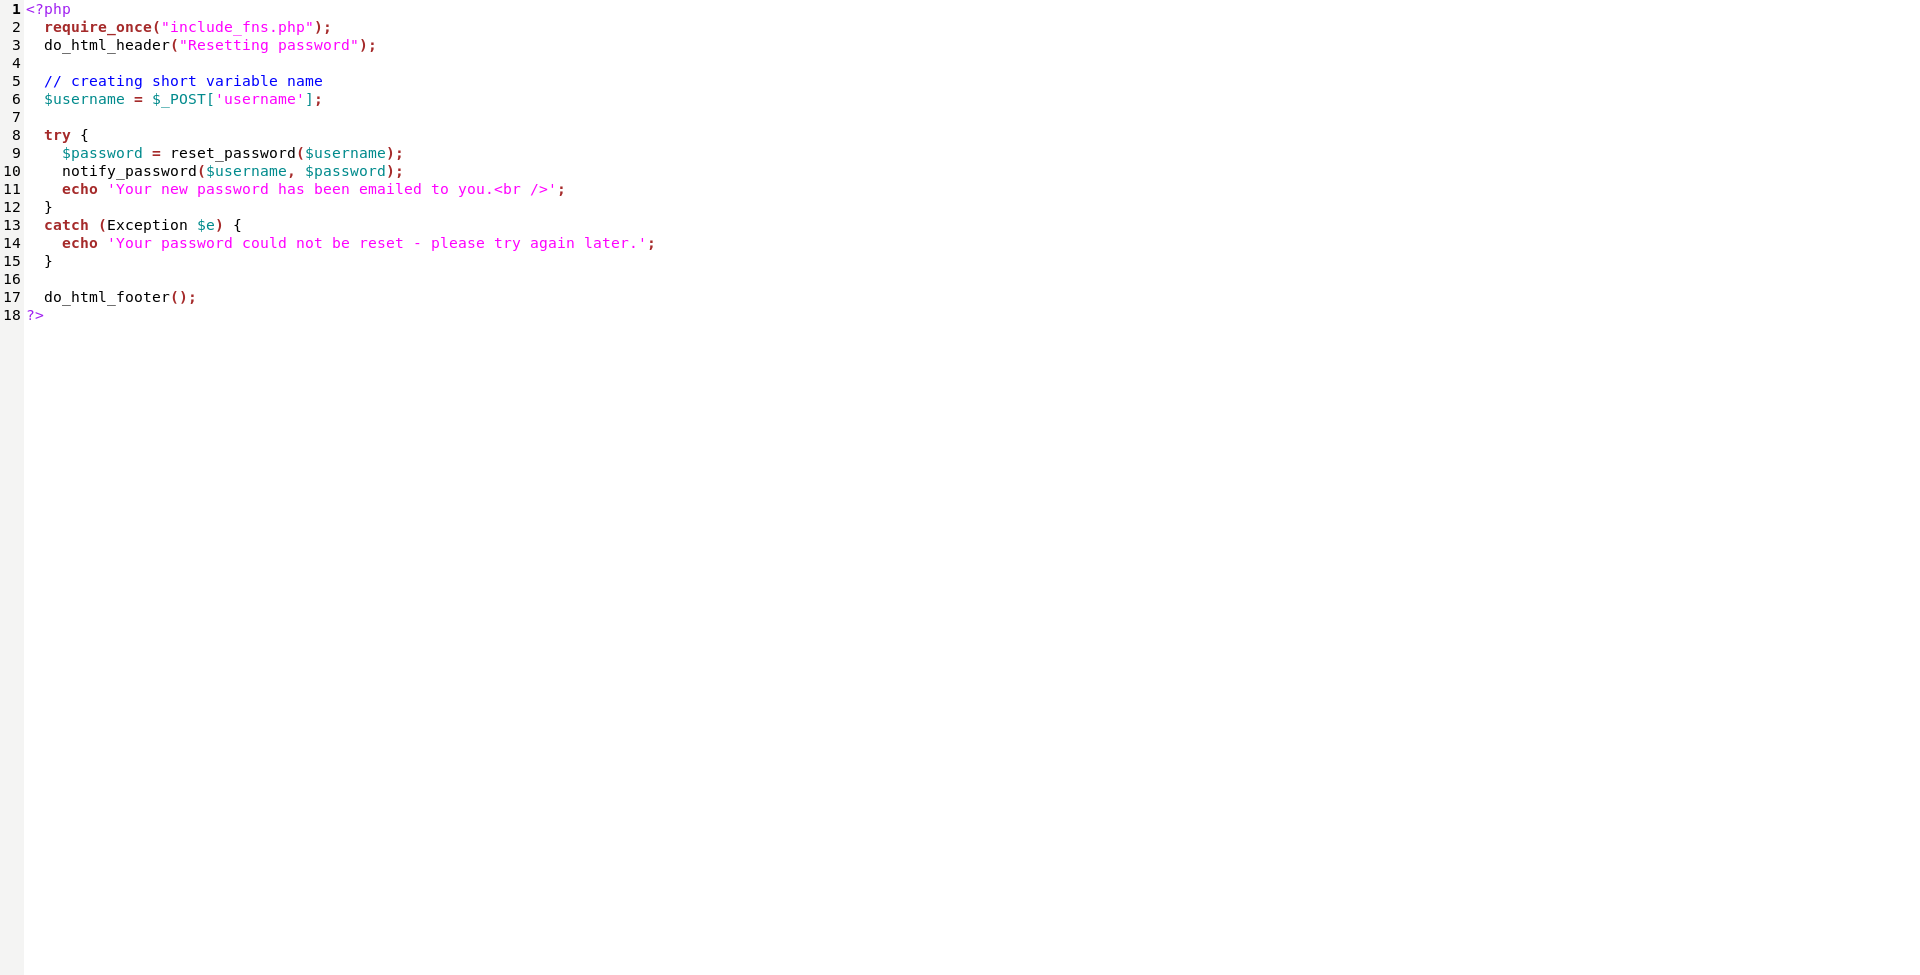 1 <?php
2   require_once("include_fns.php");
3   do_html_header("Resetting password");
4
5   // creating short variable name
6   $username = $_POST['username'];
7
8   try {
9     $password = reset_password($username);
10     notify_password($username, $password);
11     echo 'Your new password has been emailed to you.<br />';
12   }
13   catch (Exception $e) {
14     echo 'Your password could not be reset - please try again later.';
15   }
16
17   do_html_footer();
18 ?>